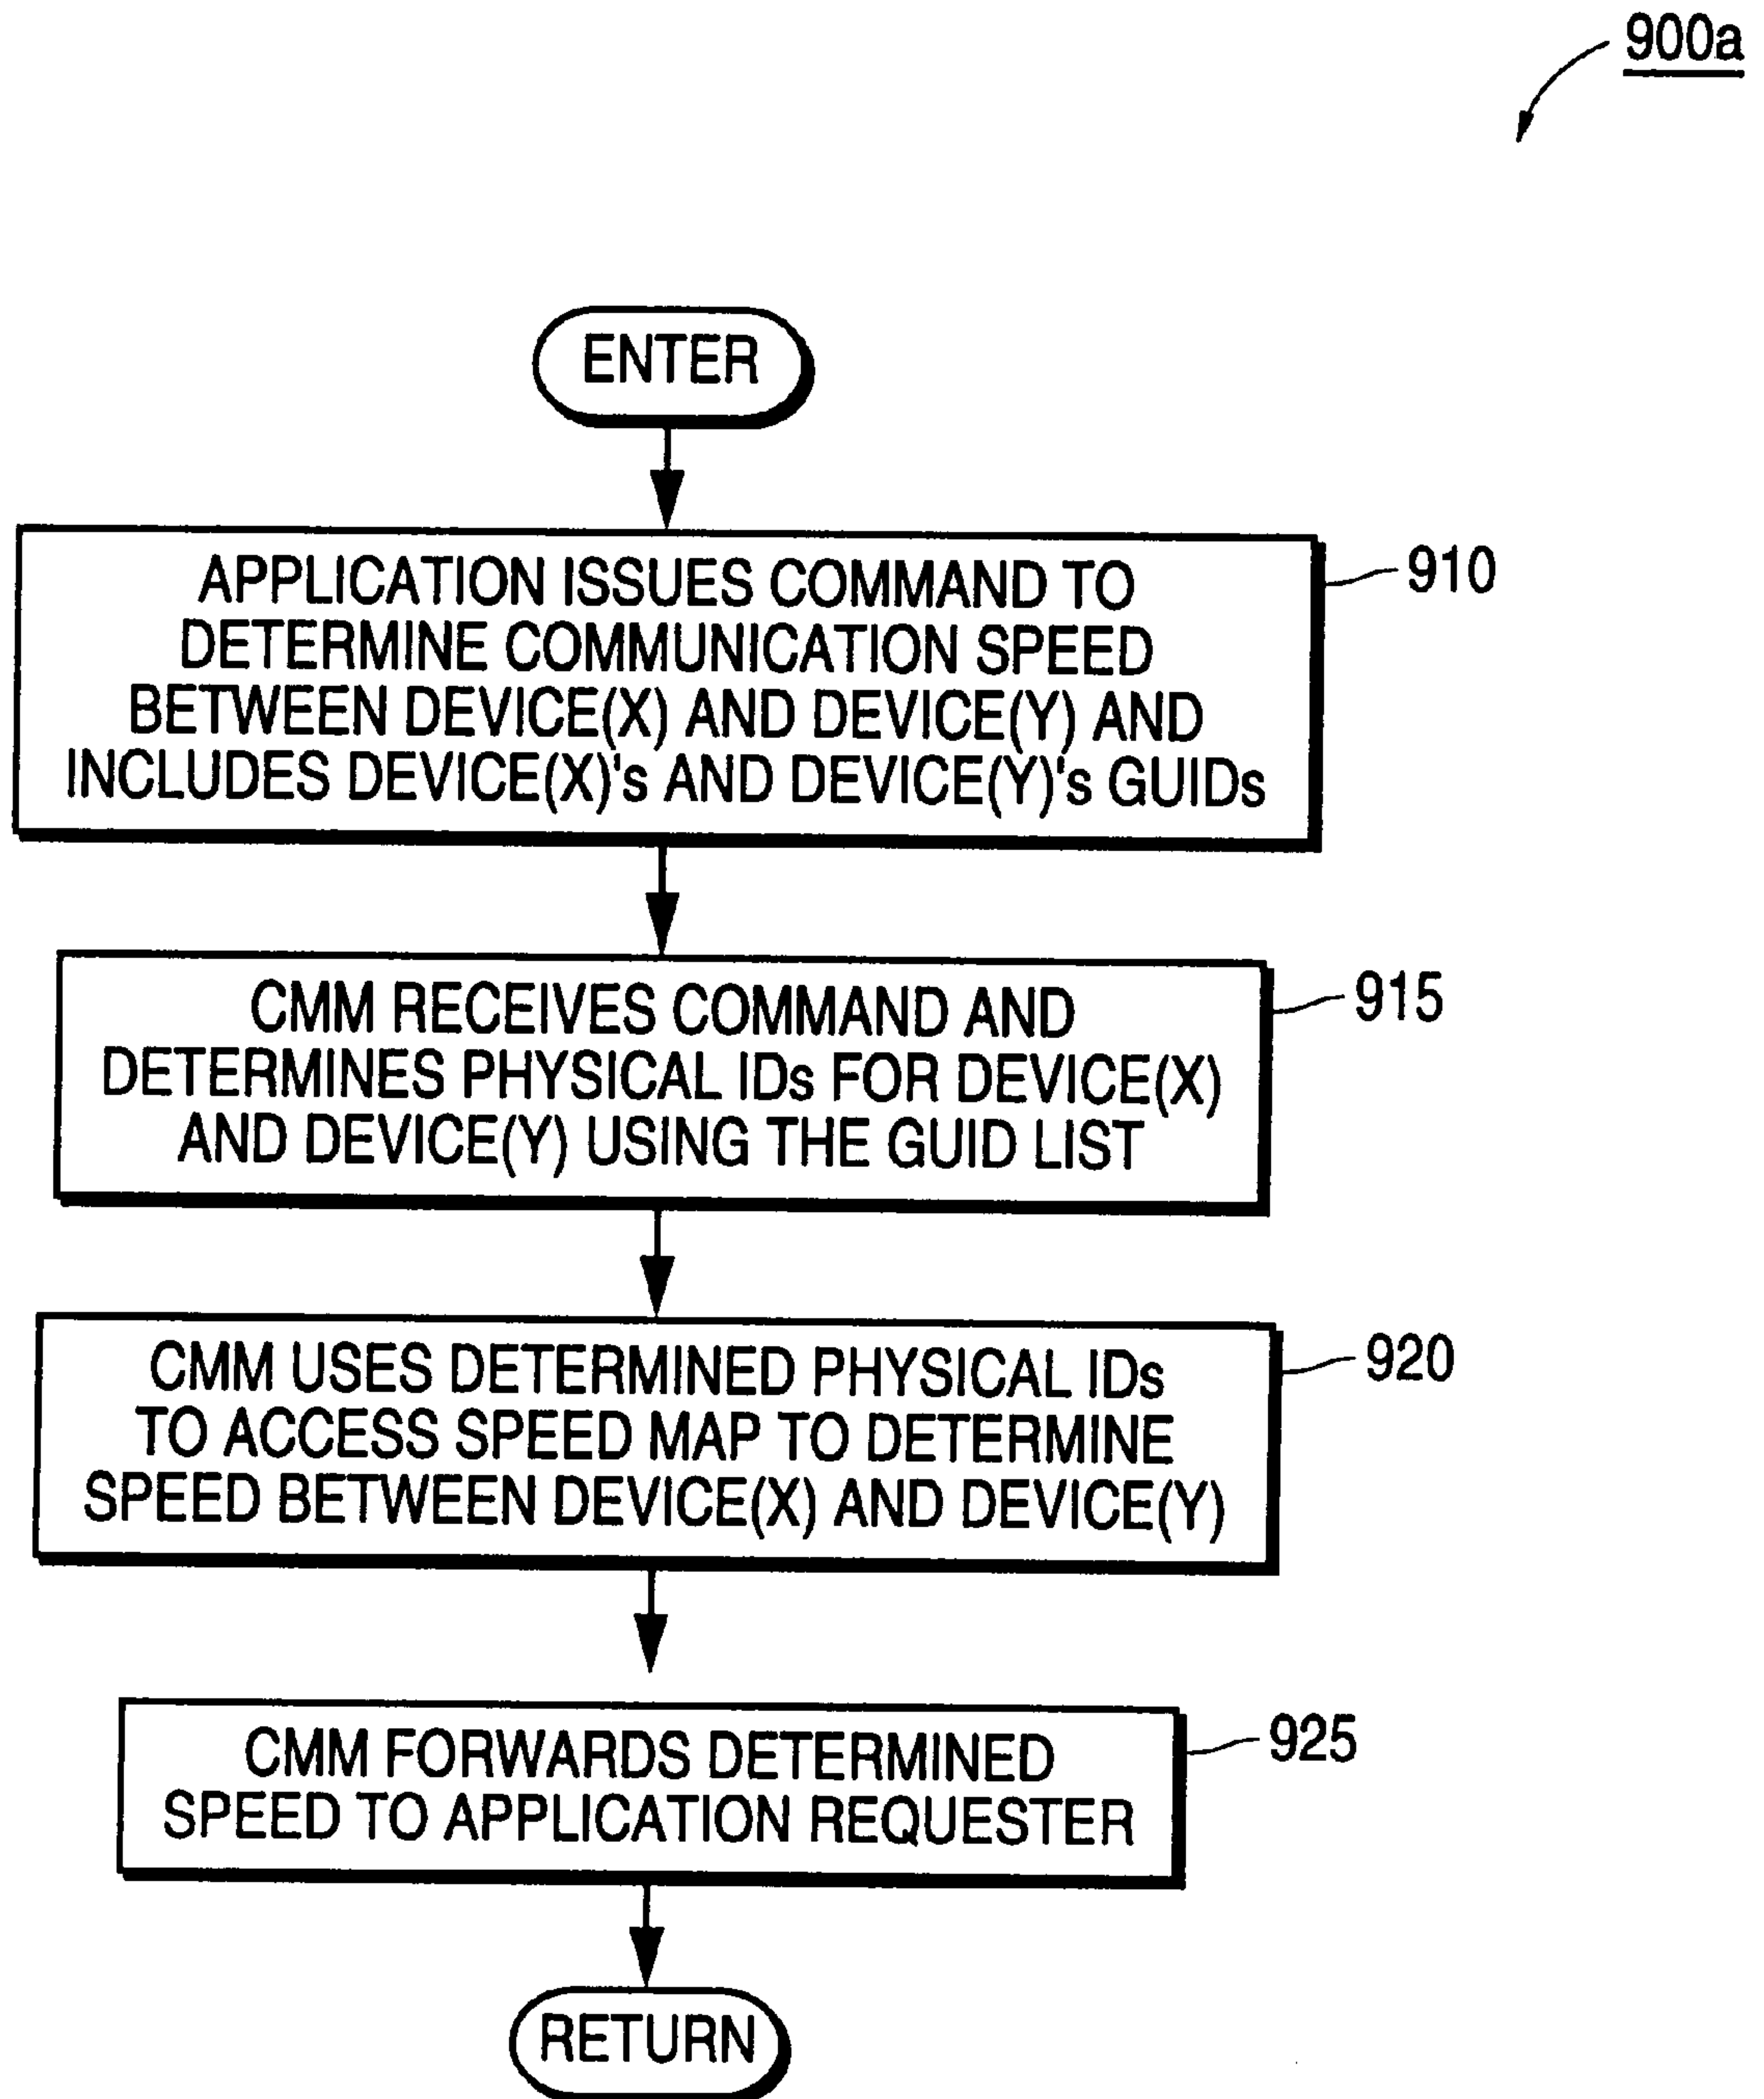 900a
ENTER
APPLICATION ISSUES COMMAND TO
DETERMINE COMMUNICATION SPEED
BETWEEN DEVICE(X) AND DEVICE(Y) AND
INCLUDES DEVICE(X)'s AND DEVICE(Y)'s GUIDs
910
CMM RECEIVES COMMAND AND
DETERMINES PHYSICAL IDs FOR DEVICE(X)
AND DEVICE(Y) USING THE GUID LIST
915
CMM USES DETERMINED PHYSICAL IDs
TO ACCESS SPEED MAP TO DETERMINE
SPEED BETWEEN DEVICE(X) AND DEVICE(Y)
920
CMM FORWARDS DETERMINED
SPEED TO APPLICATION REQUESTER
925
RETURN